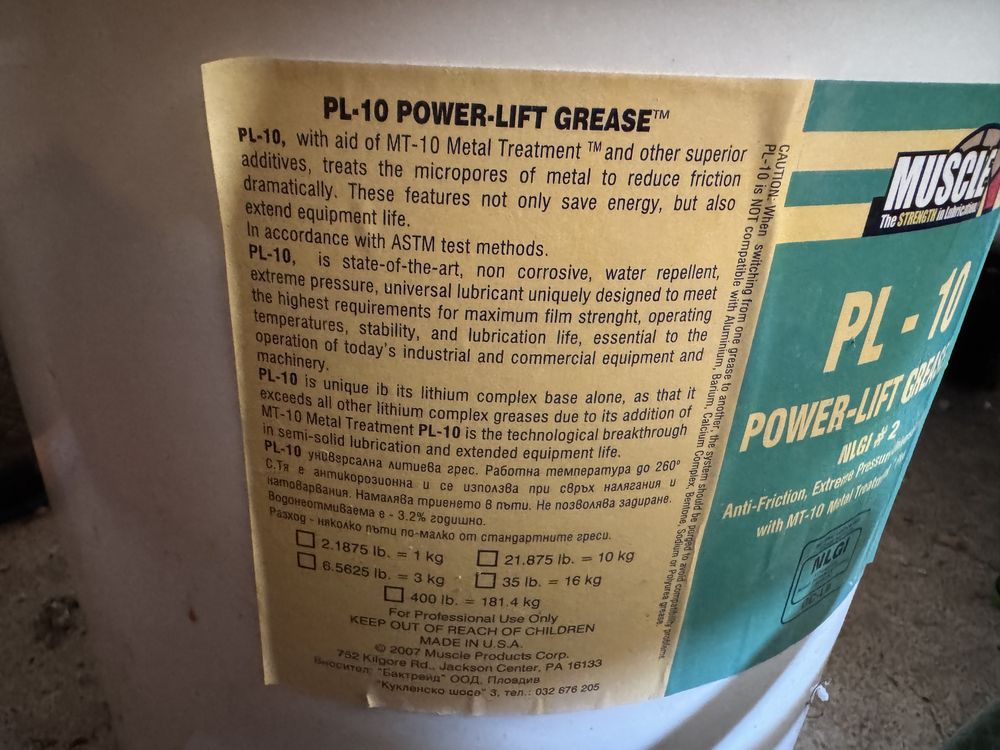 PL-10 POWER-LIFT GREASE™
PL-10, with aid of MT-10 Metal Treatment ™ and other superior
additives, treats the micropores of metal to reduce friction
dramatically. These features not only save energy, but also
extend equipment life.
In accordance with ASTM test methods.
PL-10, is state-of-the-art, non corrosive, water repellent,
extreme pressure, universal lubricant uniquely designed to meet
the highest requirements for maximum film strenght, operating
temperatures, stability, and lubrication life, essential to the
operation of today's industrial and commercial equipment and
machinery.
PL-10 is unique ib its lithium complex base alone, as that it
exceeds all other lithium complex greases due to its addition of
MT-10 Metal Treatment PL-10 is the technological breakthrough
in semi-solid lubrication and extended equipment life.
PL-10 универсална литиева грес. Работна температура до 260°
С.Тя е антикорозионна и се използва при свръх налягания и
натоварвания. Намалява триенето в пъти. Не позволява задиране.
Водонеотмиваема е - 3.2% годишно.
Разход - няколко пъти по-малко от стандартните греси.
2.1875 lb. = 1 kg 21.875 lb. = 10 kg
6.5625 lb. = 3 kg 35 lb. = 16 kg
400 lb. = 181.4 kg
For Professional Use Only
KEEP OUT OF REACH OF CHILDREN
MADE IN U.S.A.
© 2007 Muscle Products Corp.
752 Kilgore Rd., Jackson Center, PA 16133
Вносител: "Бактрейд" ООД, Пловдив
"Кукленско шосе" 3, тел.: 032 676 205
CAUTION: When switching from one grease to another, the system should be purged to avoid compatibility problems.
PL-10 is NOT compatible with Aluminium, Barium, Calcium Complex, Bentone, Sodium or Polyurea grease.
MUSCLE
The STRENGTH in Lubrication
PL - 10
POWER-LIFT GREASE
NLGI # 2
Anti-Friction, Extreme Pressure
with MT-10 Metal Treatment
NLGI